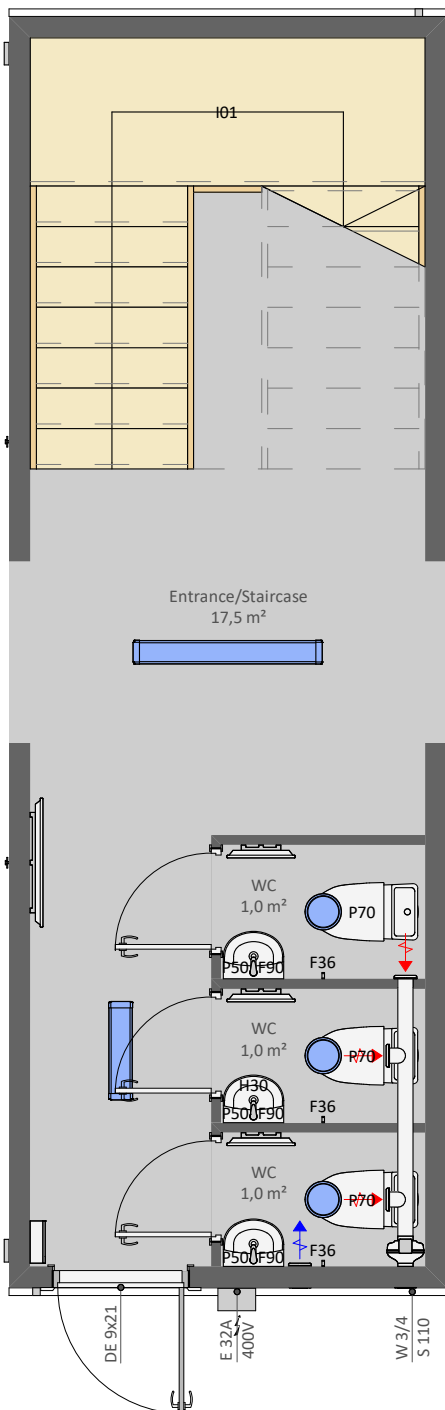 I01
Entrance/Staircase
17,5 m²
WC
1,0 m²
P70
P50
F90
F36
WC
1,0 m²
P70
H30
P50
F90
F36
WC
1,0 m²
P70
P50
F90
F36
DE 9x21
E 32A
400V
W 3/4
S 110